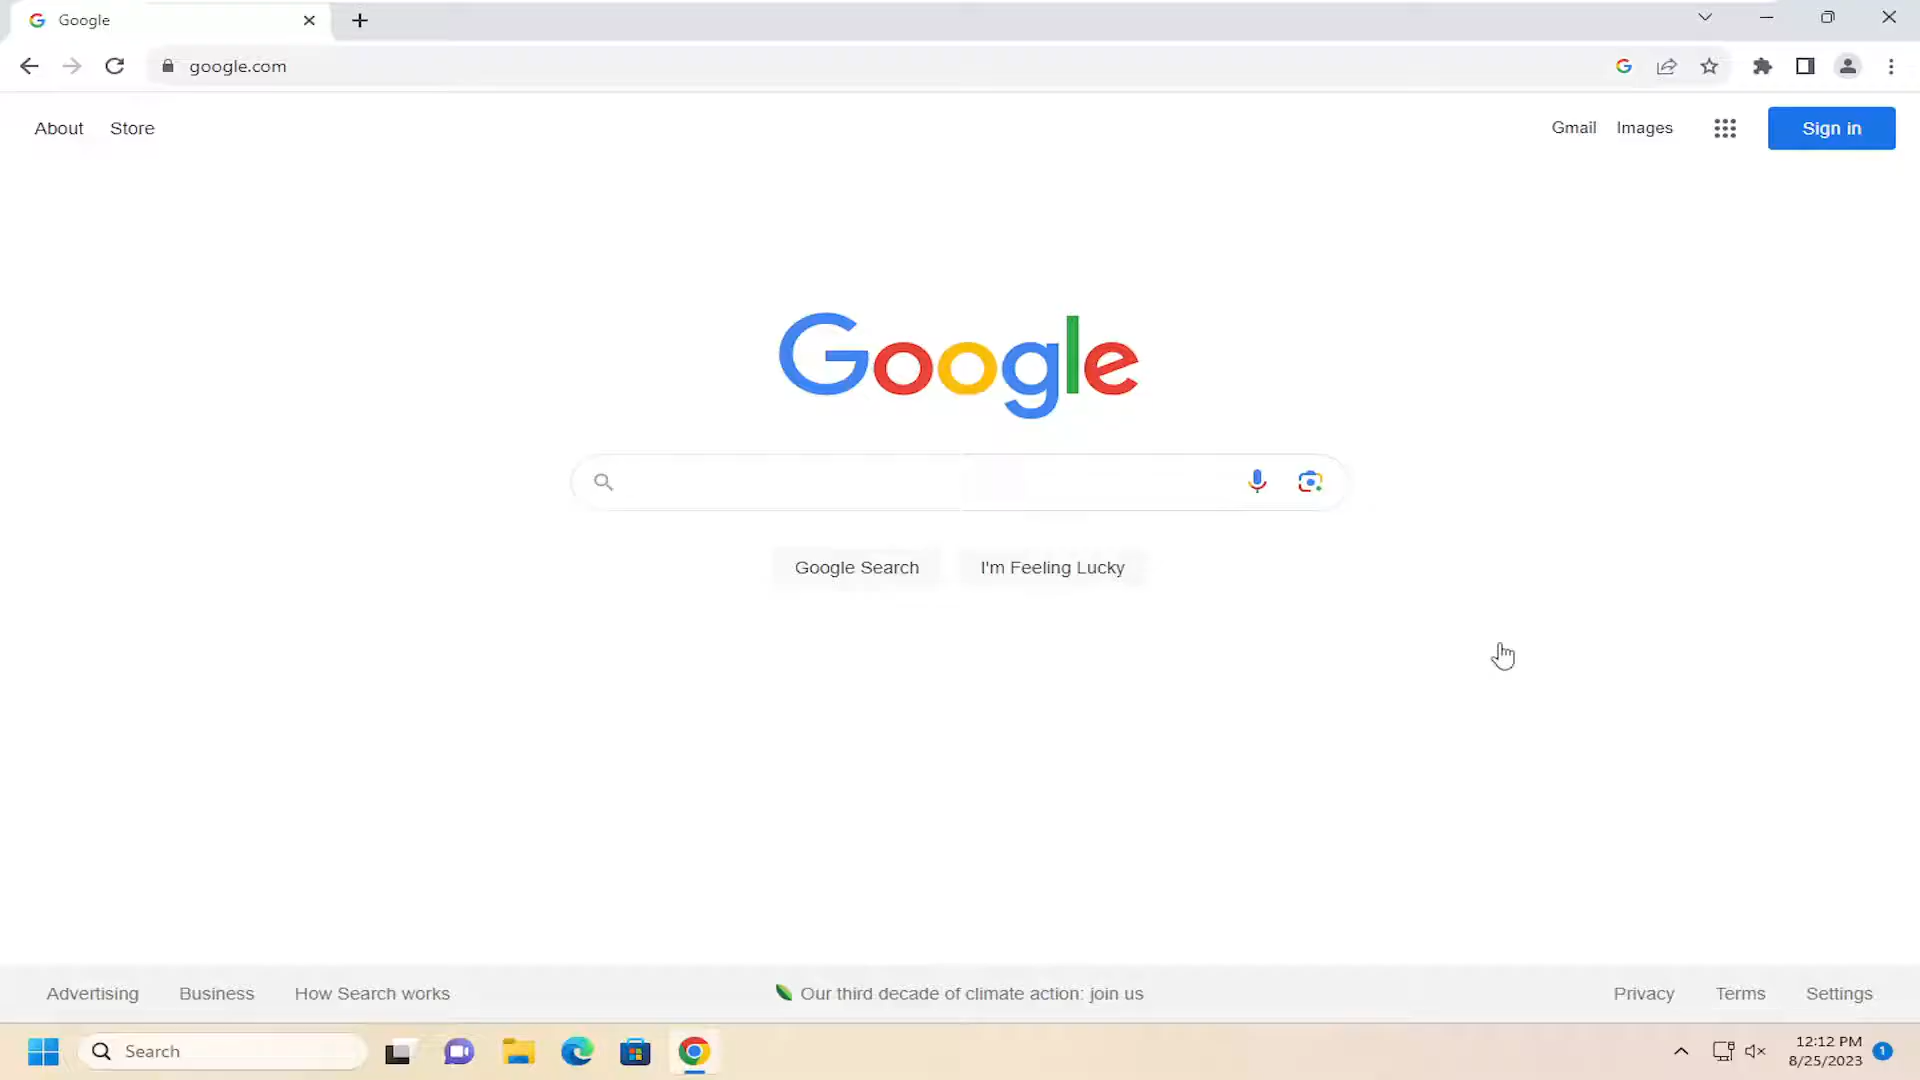 Google
google.com
About Store
Gmail Images Sign in
Google
Google Search I'm Feeling Lucky
Advertising Business How Search works
Our third decade of climate action: join us
Privacy Terms Settings
Search
12:12 PM
8/25/2023
1